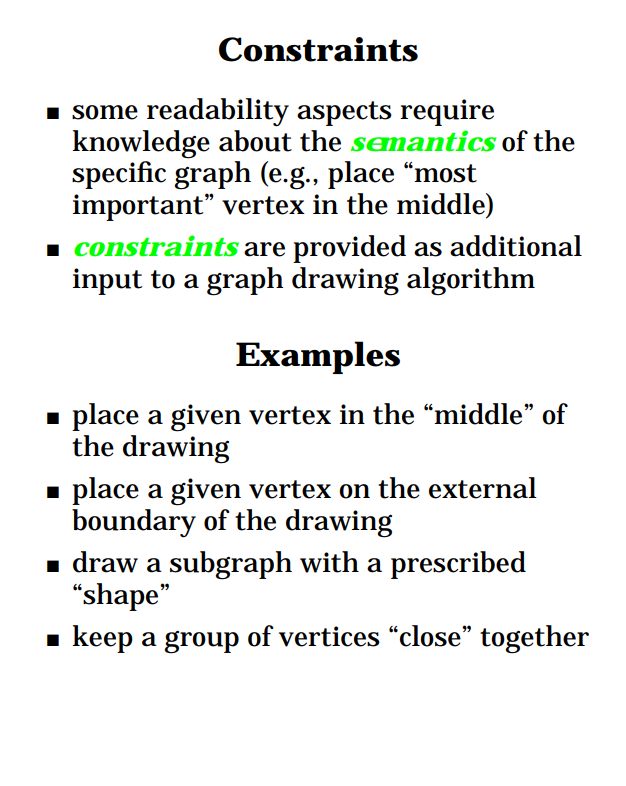 Constraints
■ some readability aspects require
knowledge about the semantics of the
specific graph (e.g., place “most
important” vertex in the middle)
■ constraints are provided as additional
input to a graph drawing algorithm
Examples
■ place a given vertex in the “middle” of
the drawing
■ place a given vertex on the external
boundary of the drawing
■ draw a subgraph with a prescribed
“shape”
■ keep a group of vertices “close” together